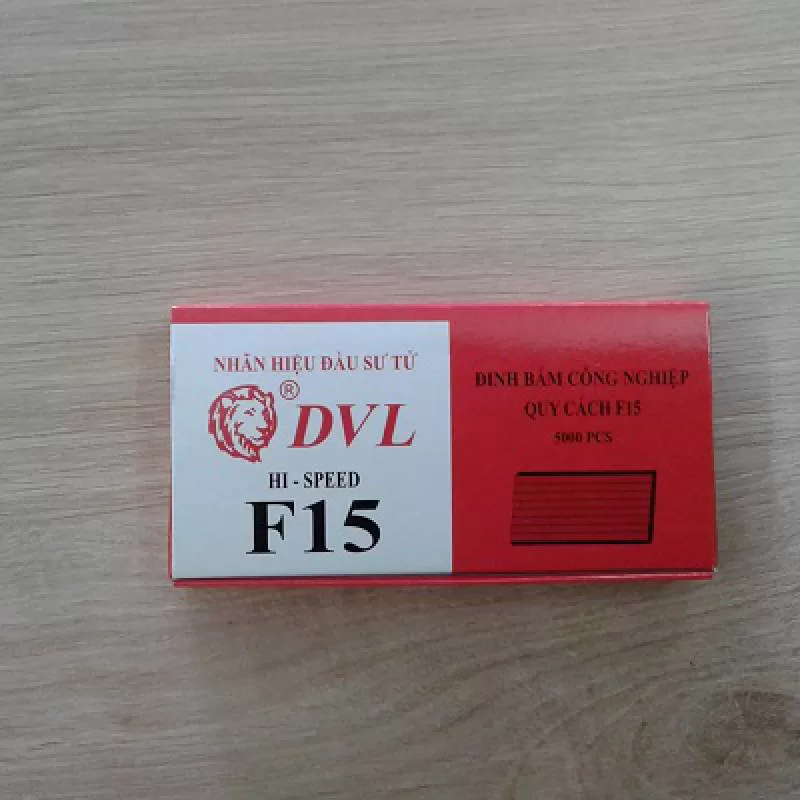 NHÃN HIỆU ĐẦU SƯ TỬ
®
DVL
HI - SPEED
F15
ĐINH BẤM CÔNG NGHIỆP
QUY CÁCH F15
5000 PCS